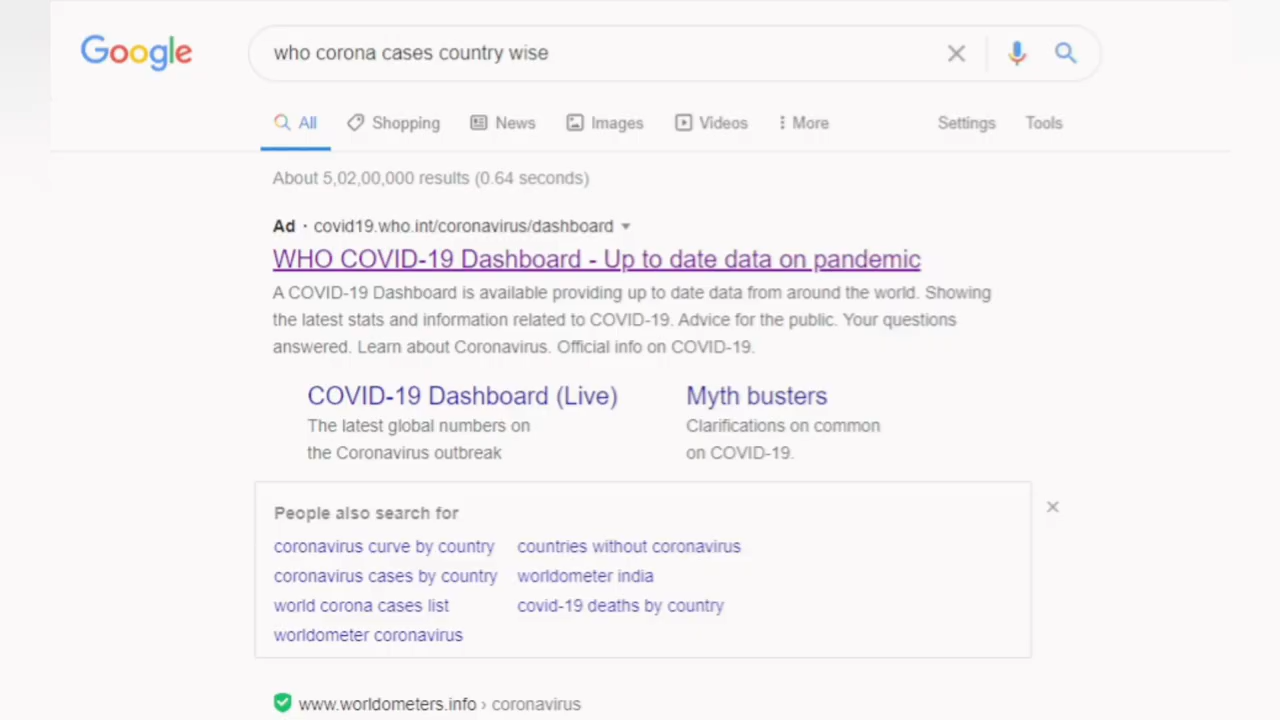 Google
who corona cases country wise
All Shopping News Images Videos More Settings Tools
About 5,02,00,000 results (0.64 seconds)
Ad · covid19.who.int/coronavirus/dashboard
WHO COVID-19 Dashboard - Up to date data on pandemic
A COVID-19 Dashboard is available providing up to date data from around the world. Showing
the latest stats and information related to COVID-19. Advice for the public. Your questions
answered. Learn about Coronavirus. Official info on COVID-19.
COVID-19 Dashboard (Live)
The latest global numbers on
the Coronavirus outbreak
Myth busters
Clarifications on common
on COVID-19.
People also search for
coronavirus curve by country countries without coronavirus
coronavirus cases by country worldometer india
world corona cases list covid-19 deaths by country
worldometer coronavirus
www.worldometers.info › coronavirus